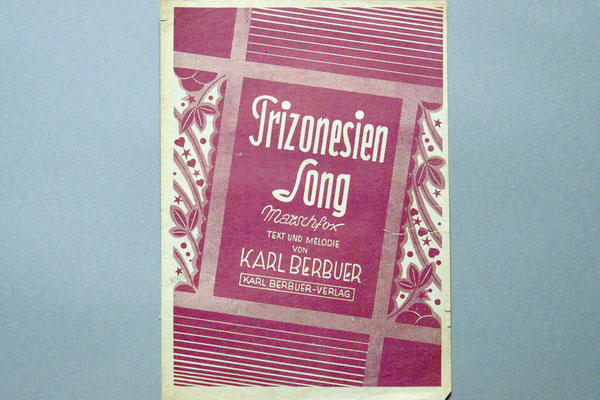 Trizonesien
Song
Marschfox
TEXT UND MELODIE
VON
KARL BERBUER
KARL BERBUER-VERLAG